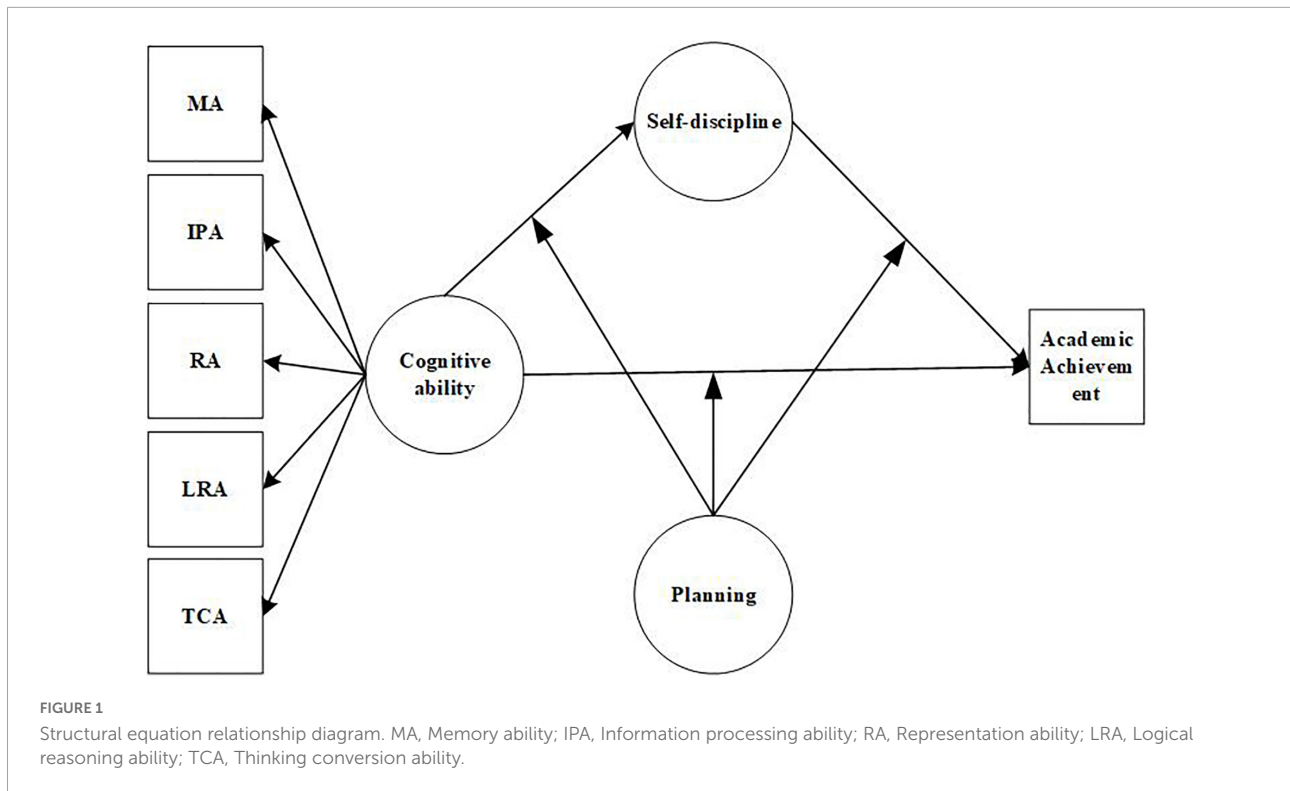 MA
IPA
RA
LRA
TCA
Self-discipline
Cognitive
ability
Planning
Academic
Achievem
ent
FIGURE 1
Structural equation relationship diagram. MA, Memory ability; IPA, Information processing ability; RA, Representation ability; LRA, Logical
reasoning ability; TCA, Thinking conversion ability.